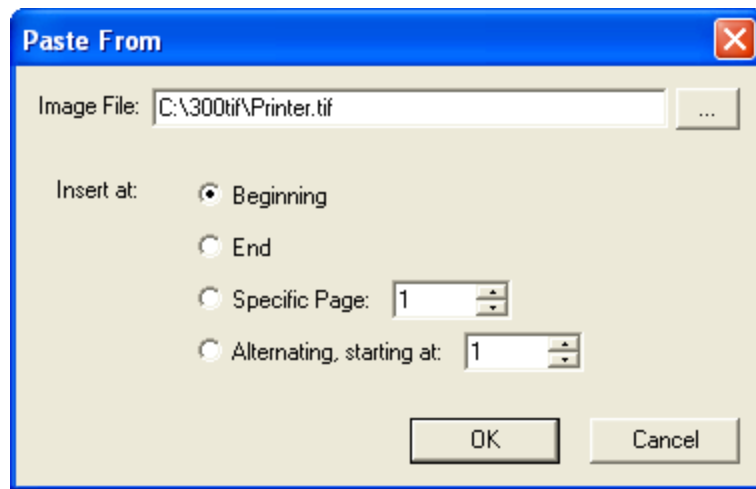 Paste From
Image File: C:\300tif\Printer.tif ...
Insert at: Beginning
End
Specific Page: 1
Alternating, starting at: 1
OK Cancel